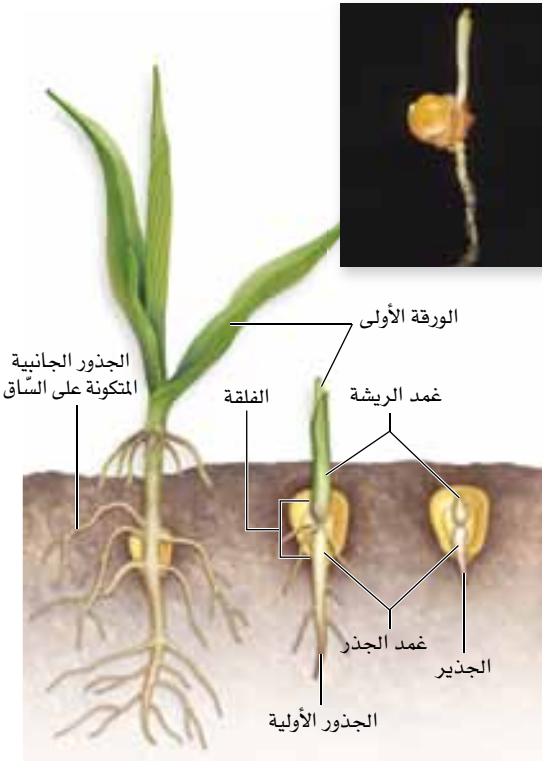 الورقة الأولى
الجذور الجانبية
المتكونة على السّاق
الفلقة
غمد الريشة
غمد الجذر
الجذير
الجذور الأولية